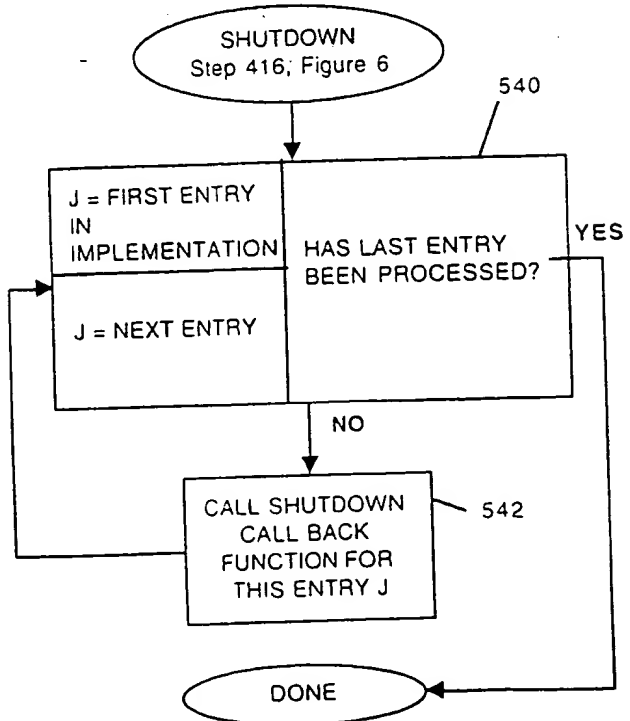 SHUTDOWN
Step 416, Figure 6
540
J = FIRST ENTRY
IN
IMPLEMENTATION
HAS LAST ENTRY
BEEN PROCESSED?
YES
J = NEXT ENTRY
NO
CALL SHUTDOWN
CALL BACK
FUNCTION FOR
THIS ENTRY J
542
DONE